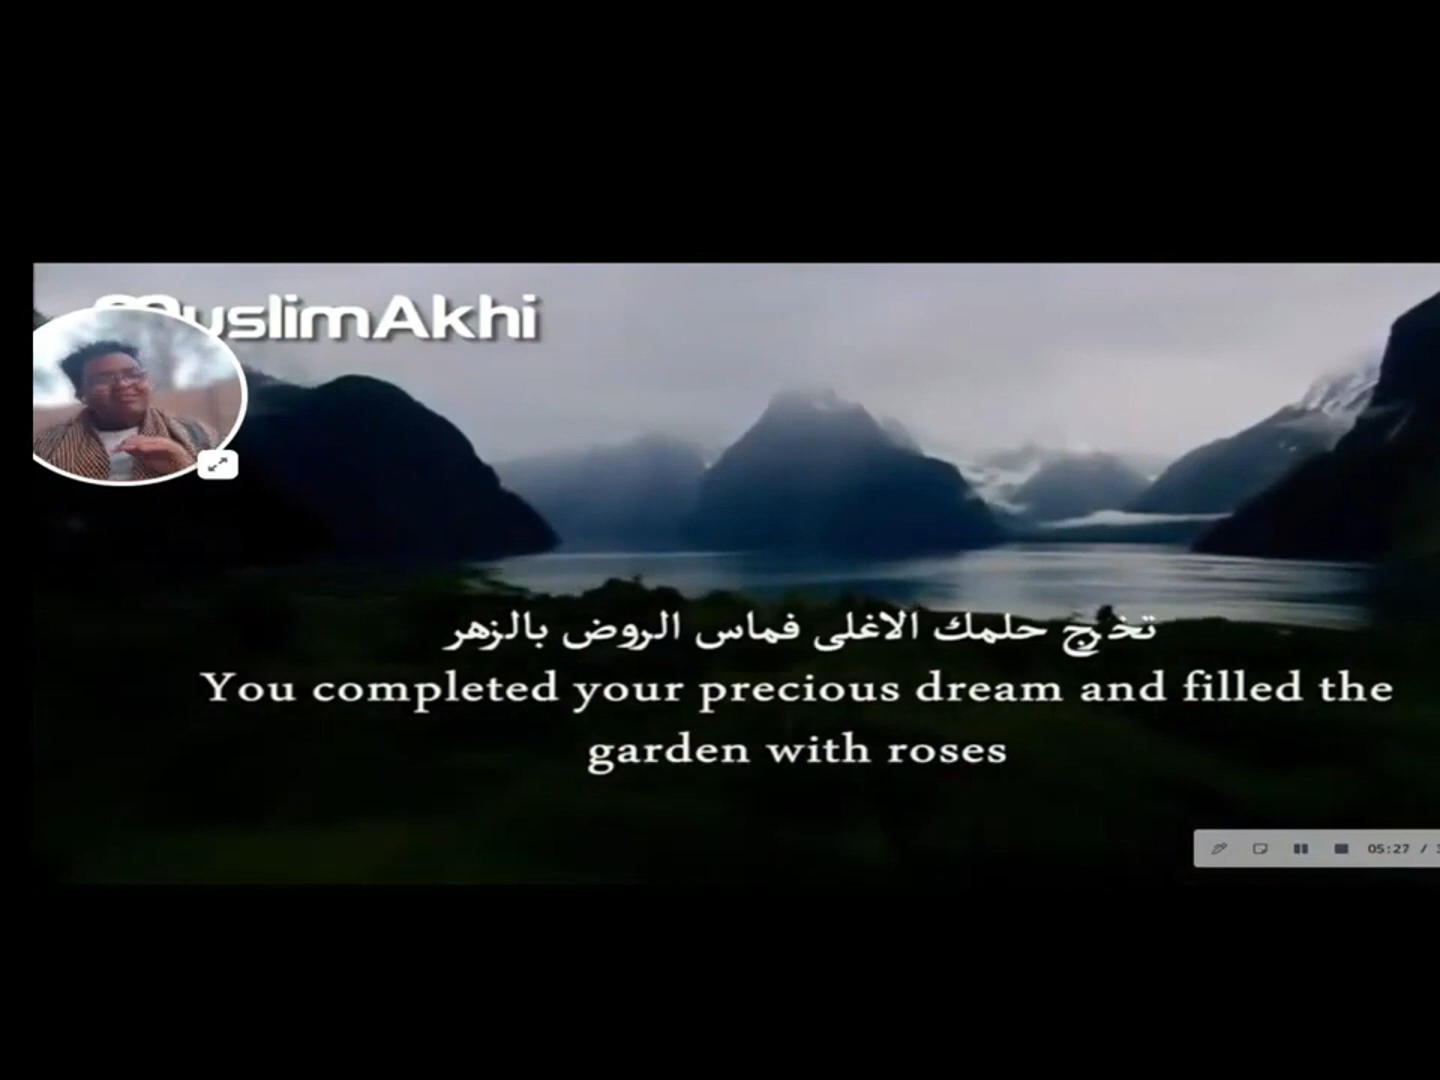 MuslimAkhi
تخرج حلمك الاغلى فماس الروض بالزهر
You completed your precious dream and filled the
garden with roses
05:27 /